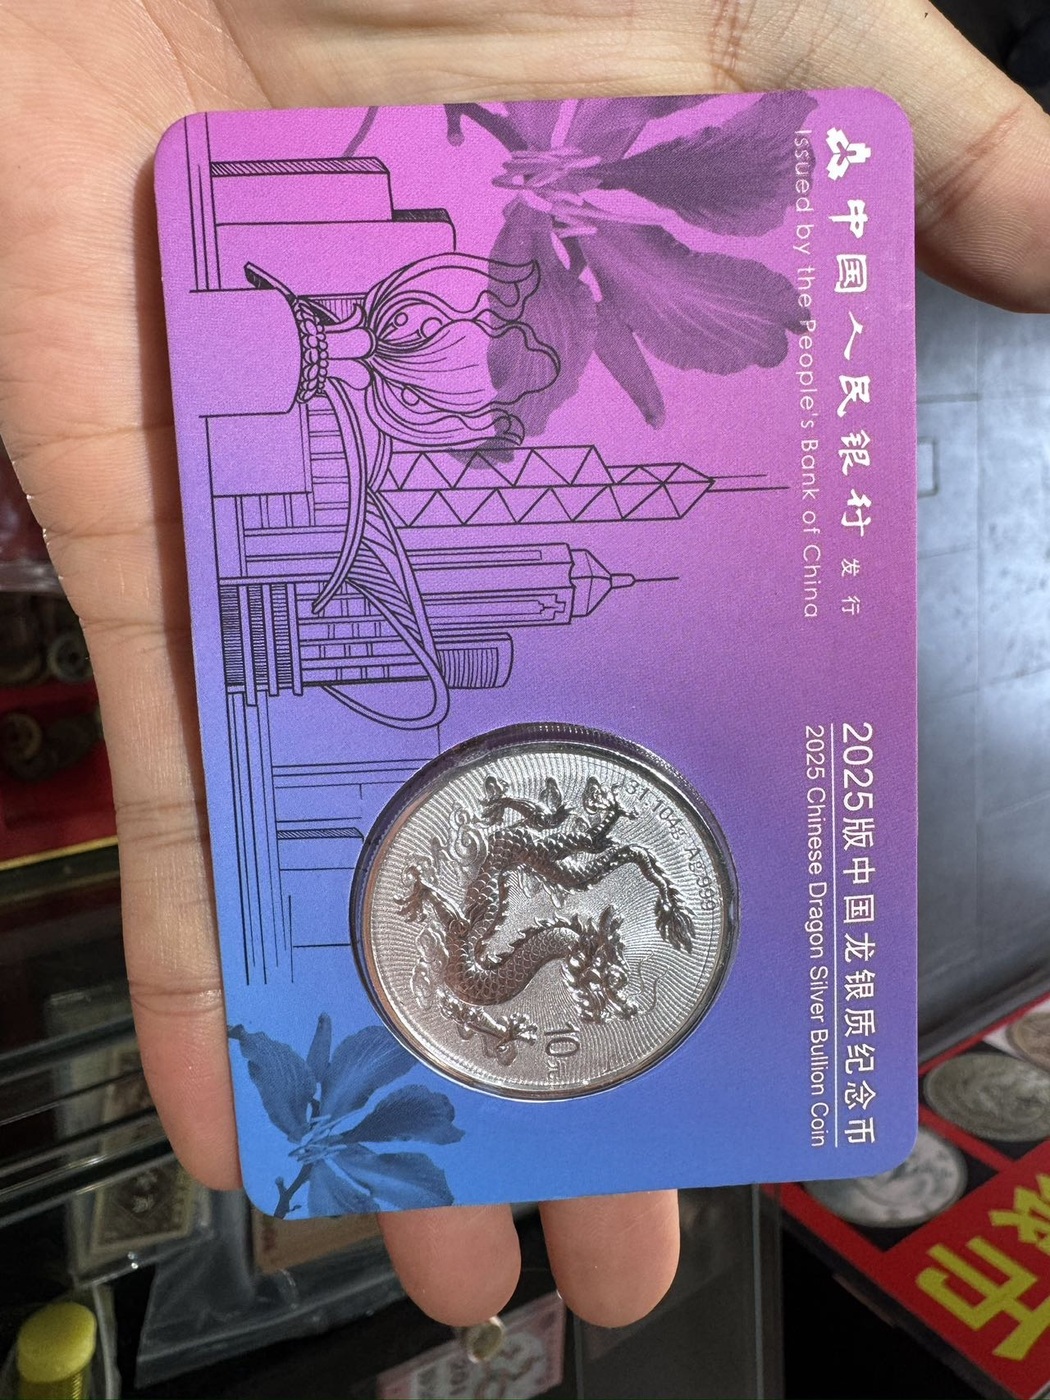 中国人民银行 发行
Issued by the People's Bank of China
2025版中国龙银质纪念币
2025 Chinese Dragon Silver Bullion Coin
31.104g Ag.999
10元
币